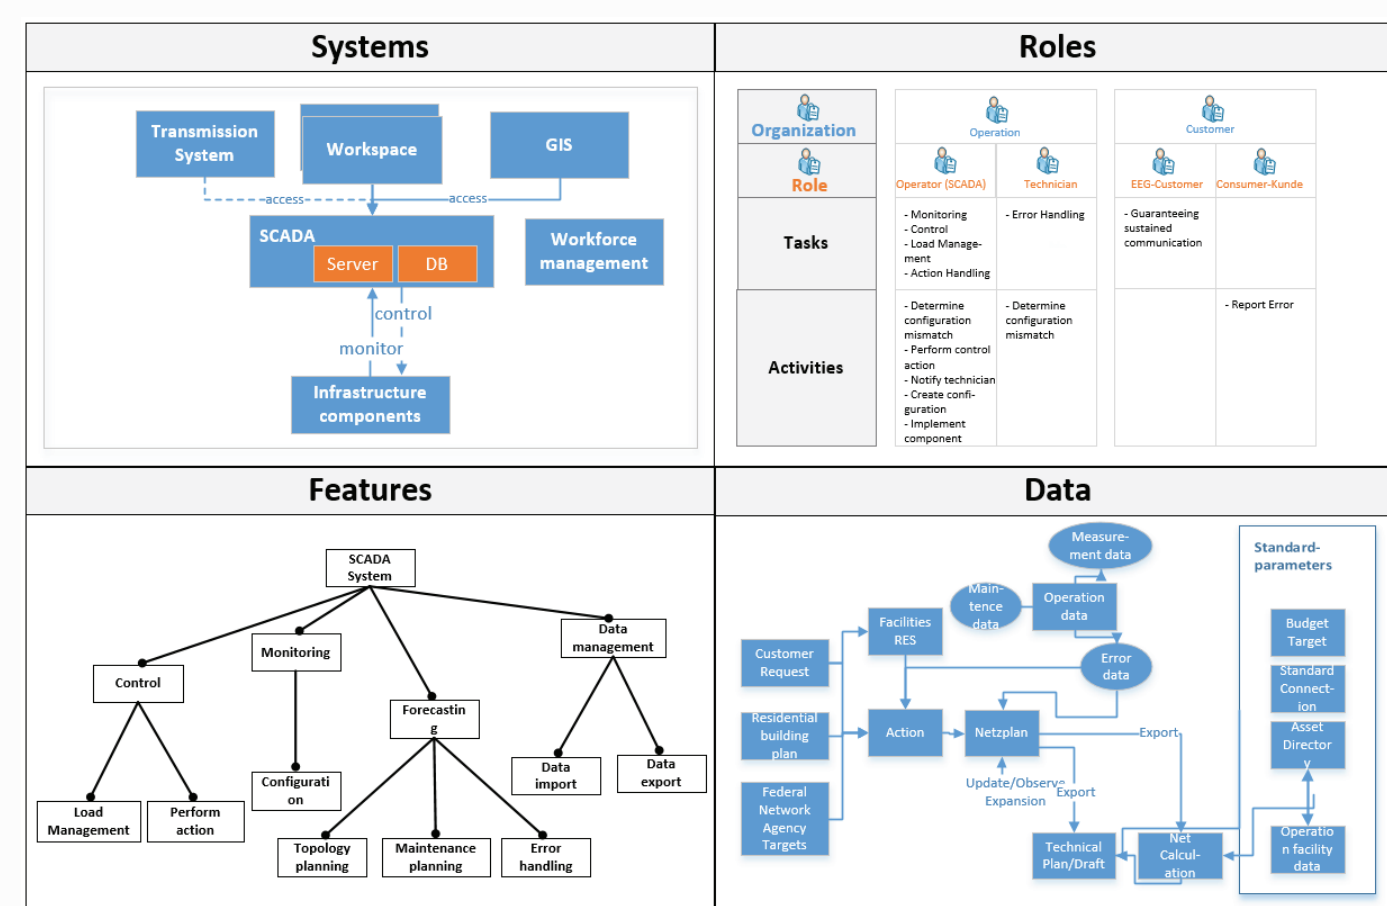 Systems
Transmission
System
Workspace
GIS
access
access
SCADA
Server
DB
Workforce
management
control
monitor
Infrastructure
components
Roles
Organization
Operation
Customer
Role
Operator (SCADA)
Technician
EEG-Customer
Consumer-Kunde
Tasks
- Monitoring
- Control
- Load Manage-
ment
- Action Handling
- Error Handling
- Guaranteeing
sustained
communication
Activities
- Determine
configuration
mismatch
- Perform control
action
- Notify technician
- Create confi-
guration
- Implement
component
- Determine
configuration
mismatch
- Report Error
Features
SCADA
System
Control
Monitoring
Forecastin
g
Data
management
Load
Management
Perform
action
Configurati
on
Topology
planning
Maintenance
planning
Error
handling
Data
import
Data
export
Data
Measure-
ment data
Main-
tence
data
Operation
data
Facilities
RES
Error
data
Customer
Request
Residential
building
plan
Federal
Network
Agency
Targets
Action
Netzplan
Export
Update/Observe
Expansion
Export
Technical
Plan/Draft
Net
Calcul-
ation
Standard-
parameters
Budget
Target
Standard
Connect-
ion
Asset
Director
y
Operatio
n facility
data